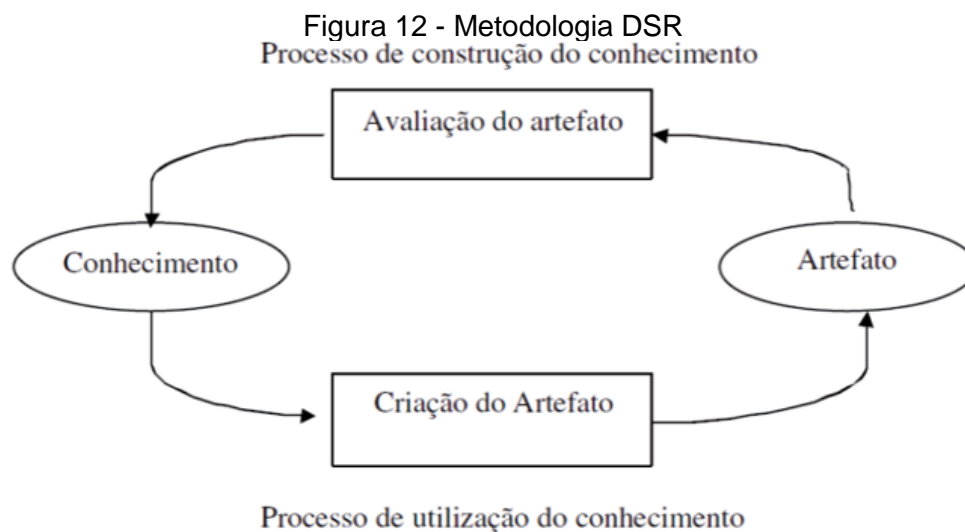 Figura 12 - Metodologia DSR
Processo de construção do conhecimento
Avaliação do artefato
Conhecimento
Artefato
Criação do Artefato
Processo de utilização do conhecimento